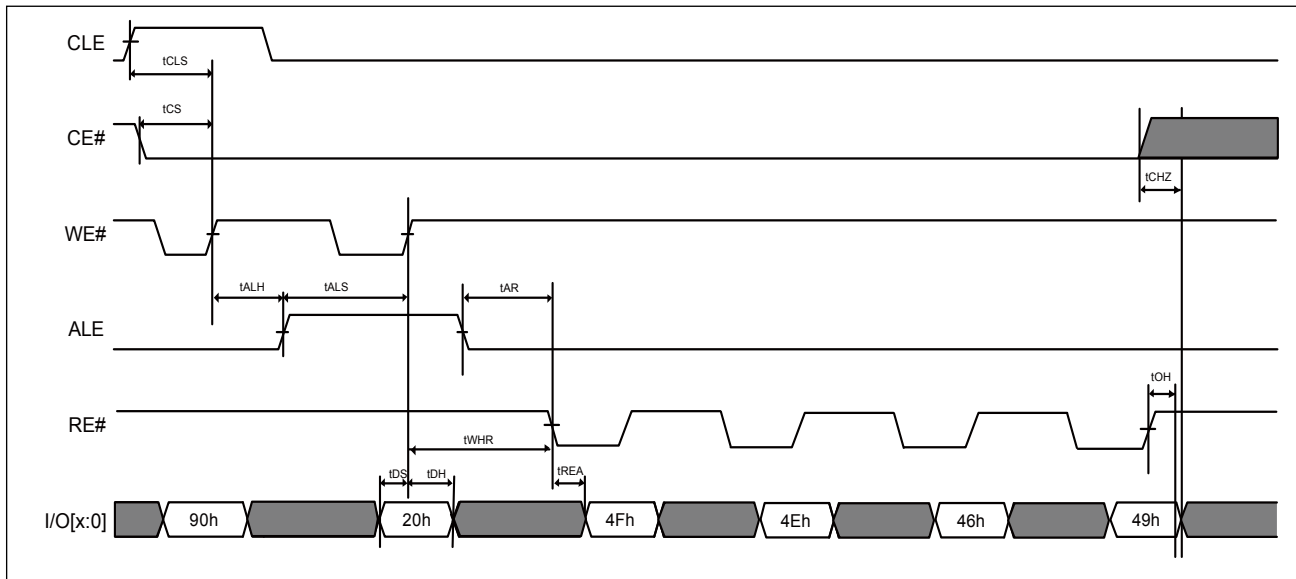 CLE
tCLS
tCS
CE#
tCHZ
WE#
tALH tALS tAR
ALE
tOH
RE#
tWHR
tDS tDH tREA
I/O[x:0] 90h 20h 4Fh 4Eh 46h 49h